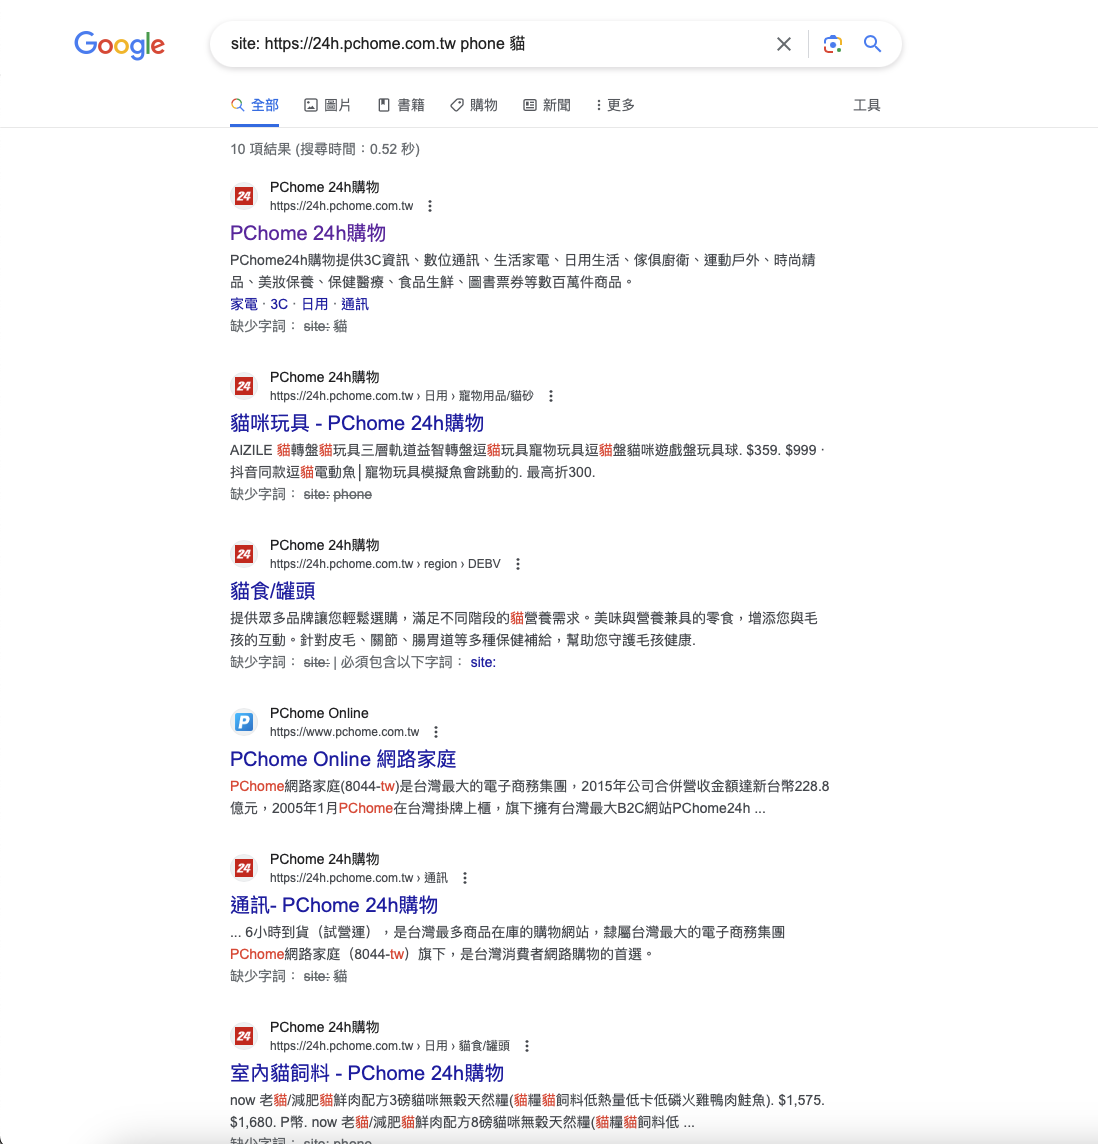 Google
site: https://24h.pchome.com.tw phone 貓
全部 圖片 書籍 購物 新聞 更多 工具
10 項結果 (搜尋時間：0.52 秒)
24
PChome 24h購物
https://24h.pchome.com.tw
PChome 24h購物
PChome24h購物提供3C資訊、數位通訊、生活家電、日用生活、傢俱廚衛、運動戶外、時尚精
品、美妝保養、保健醫療、食品生鮮、圖書票券等數百萬件商品。
家電 · 3C · 日用 · 通訊
缺少字詞： site: 貓
24
PChome 24h購物
https://24h.pchome.com.tw › 日用 › 寵物用品/貓砂
貓咪玩具 - PChome 24h購物
AIZILE 貓轉盤貓玩具三層軌道益智轉盤逗貓玩具寵物玩具逗貓盤貓咪遊戲盤玩具球. $359. $999 ·
抖音同款逗貓電動魚│寵物玩具模擬魚會跳動的. 最高折300.
缺少字詞： site: phone
24
PChome 24h購物
https://24h.pchome.com.tw › region › DEBV
貓食/罐頭
提供眾多品牌讓您輕鬆選購，滿足不同階段的貓營養需求。美味與營養兼具的零食，增添您與毛
孩的互動。針對皮毛、關節、腸胃道等多種保健補給，幫助您守護毛孩健康.
缺少字詞： site: | 必須包含以下字詞： site:
P
PChome Online
https://www.pchome.com.tw
PChome Online 網路家庭
PChome網路家庭(8044-tw)是台灣最大的電子商務集團，2015年公司合併營收金額達新台幣228.8
億元，2005年1月PChome在台灣掛牌上櫃，旗下擁有台灣最大B2C網站PChome24h ...
24
PChome 24h購物
https://24h.pchome.com.tw › 通訊
通訊- PChome 24h購物
... 6小時到貨（試營運），是台灣最多商品在庫的購物網站，隸屬台灣最大的電子商務集團
PChome網路家庭（8044-tw）旗下，是台灣消費者網路購物的首選。
缺少字詞： site: 貓
24
PChome 24h購物
https://24h.pchome.com.tw › 日用 › 貓食/罐頭
室內貓飼料 - PChome 24h購物
now 老貓/減肥貓鮮肉配方3磅貓咪無穀天然糧(貓糧貓飼料低熱量低卡低磷火雞鴨肉鮭魚). $1,575.
$1,680. P幣. now 老貓/減肥貓鮮肉配方8磅貓咪無穀天然糧(貓糧貓飼料低 ...
缺少字詞： site: phone